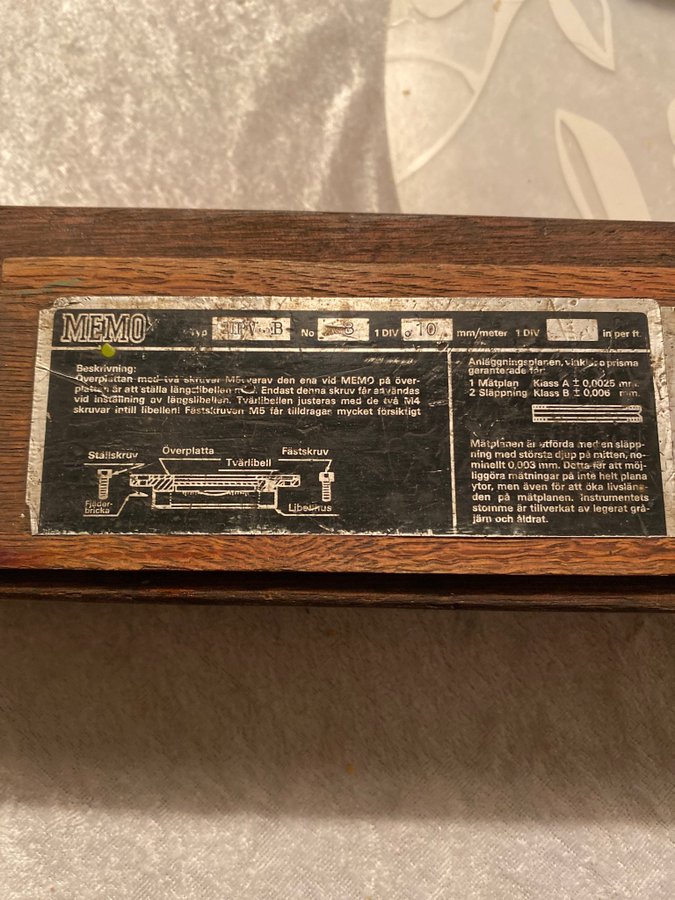 MEMO Typ No 1 DIV 0,10 mm/meter 1 DIV in per ft.
Beskrivning:
Överplattan med två skruvar M5 varav den ena vid MEMO på över-
plattan är att ställa längslibellen Endast denna skruv får användas
vid inställning av längslibellen. Tvärlibellen justeras med de två M4
skruvar intill libellen! Fästskruven M5 får tilldragas mycket försiktigt
Ställskruv
Överplatta
Fästskruv
Tvärlibell
Fjäder-
bricka
Libellhus
Anläggningsplanen, vinklar o prisma
garanterade för:
1 Mätplan Klass A ± 0,0025 mm.
2 Släppning Klass B ± 0,006 mm.
Mätplanen är utförda med en släpp-
ning med största djup på mitten, no-
minellt 0,003 mm. Detta för att möj-
liggöra mätningar på inte helt plana
ytor, men även för att öka livslän-
den på mätplanen. Instrumentets
stomme är tillverkat av legerat grå-
järn och åldrat.